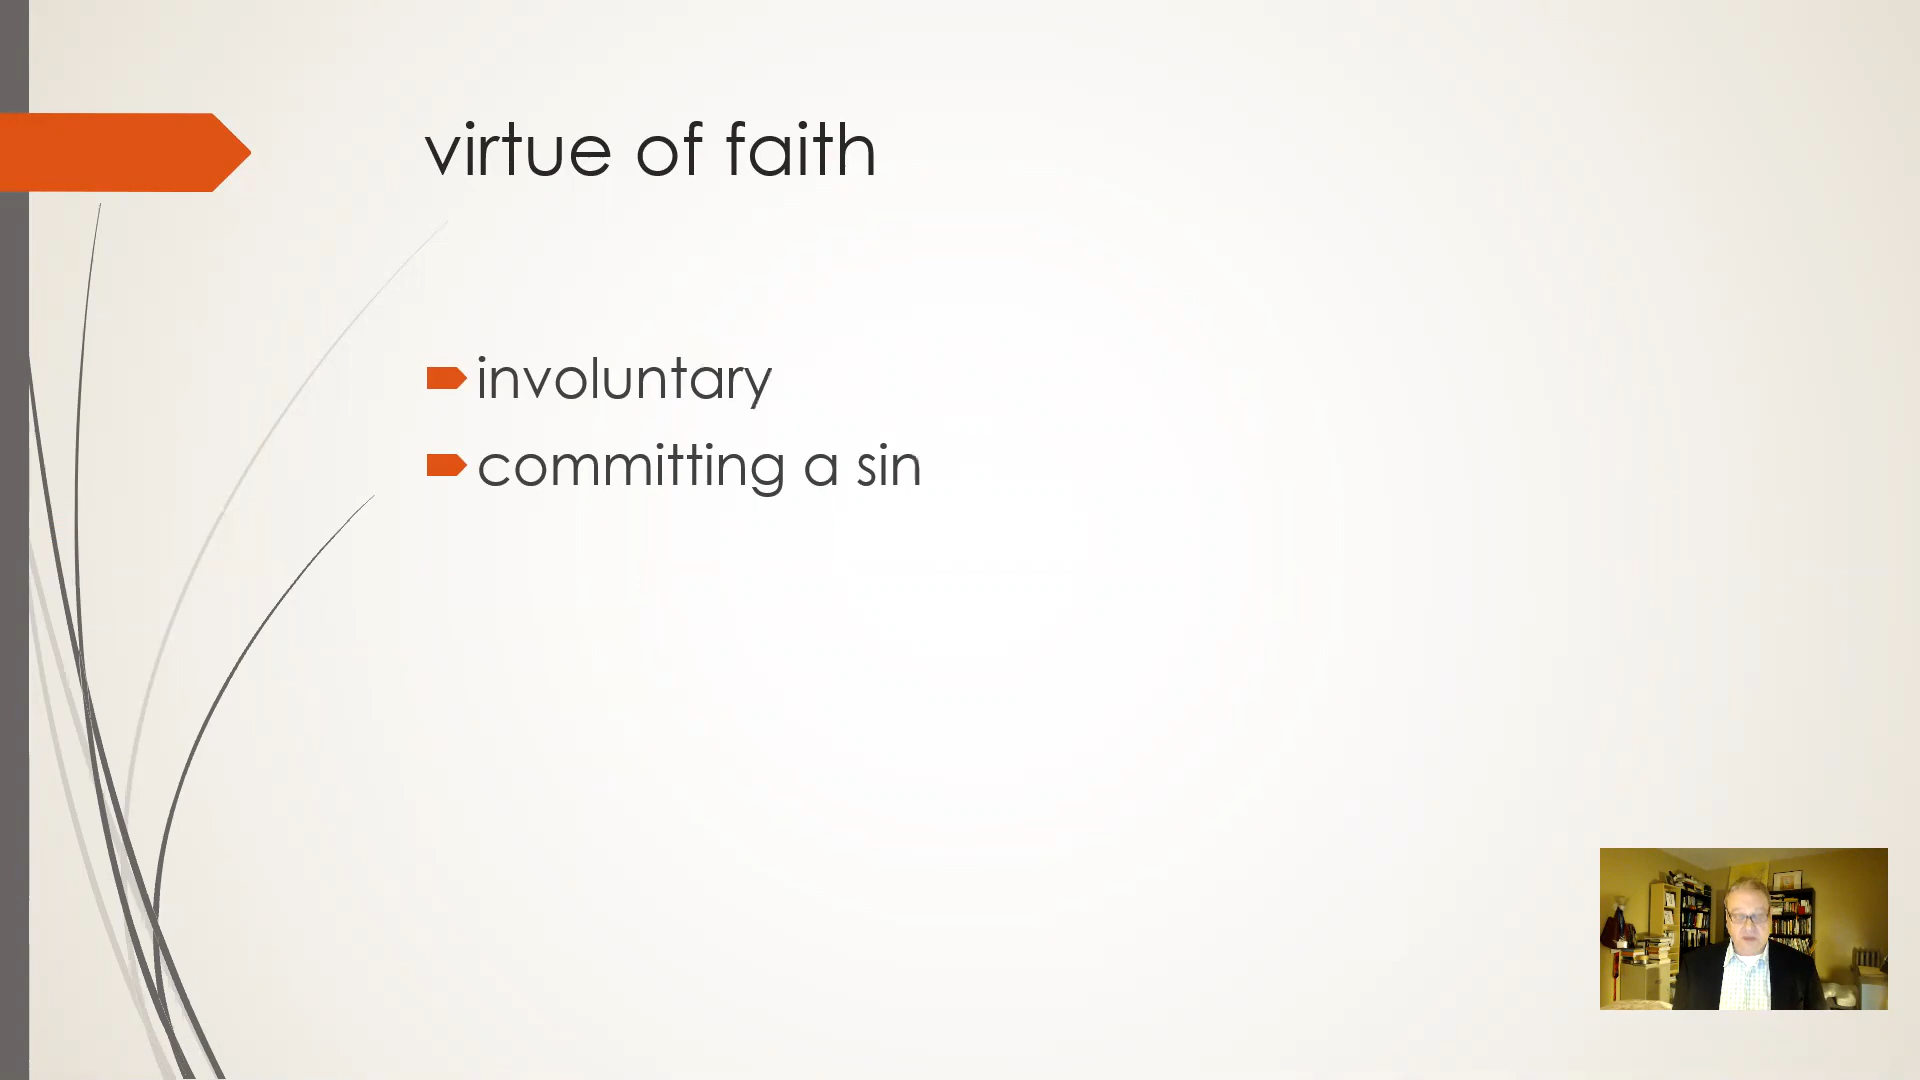 virtue of faith
involuntary
committing a sin